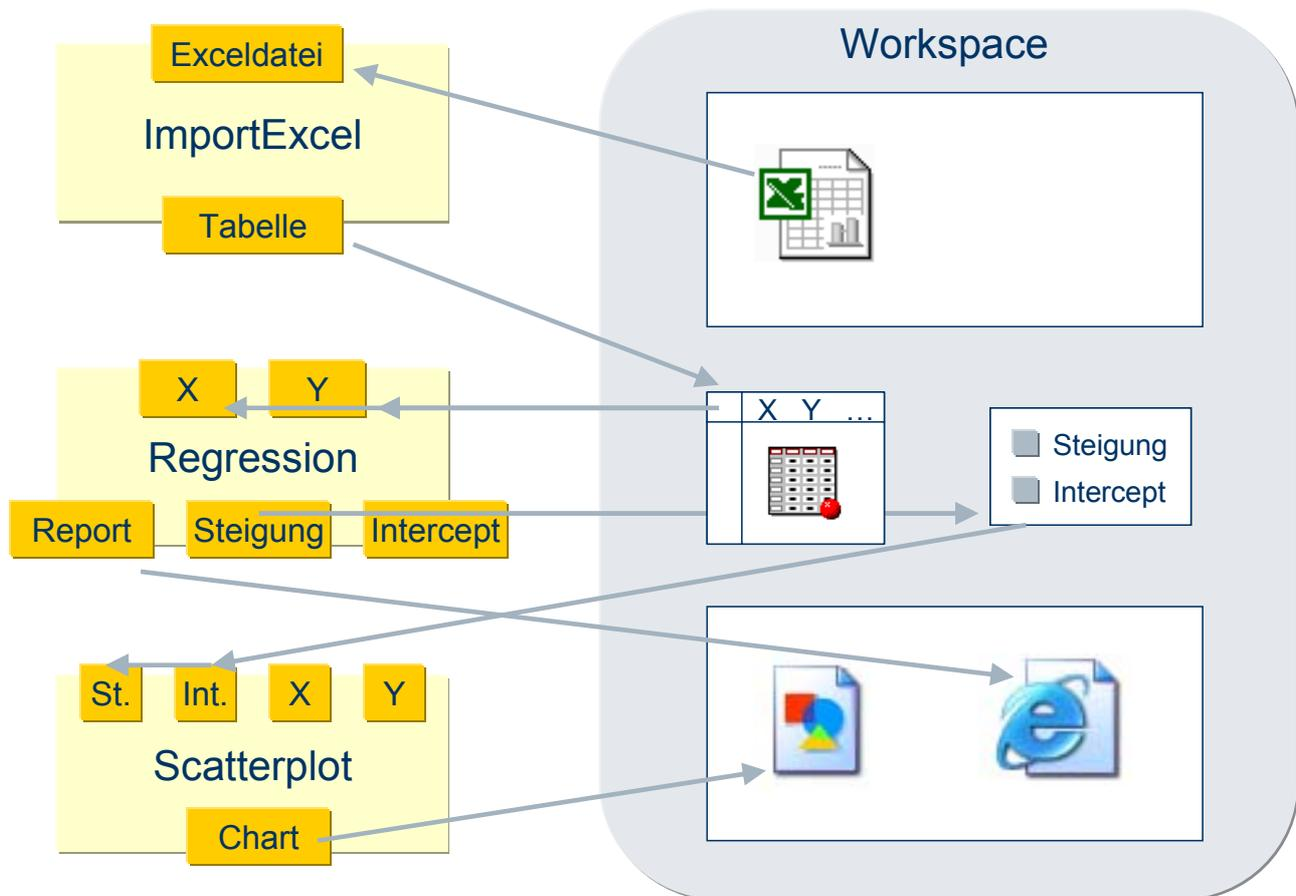 Exceldatei
ImportExcel
Tabelle
X Y
Regression
Report Steigung Intercept
St. Int. X Y
Scatterplot
Chart
Workspace
X Y ...
Steigung
Intercept